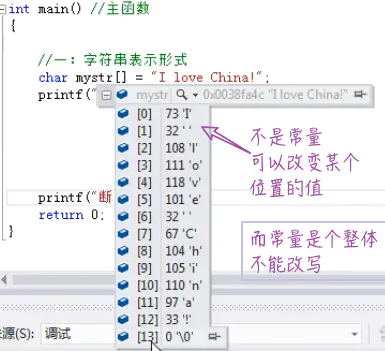 int main() //主函数
{
//一：字符串表示形式
char mystr[] = "I love China!";
printf("
mystr 0x0038fa4c "I love China!"
[0] 73 'I'
[1] 32 ' '
[2] 108 'l'
[3] 111 'o'
[4] 118 'v'
[5] 101 'e'
[6] 32 ' '
[7] 67 'C'
[8] 104 'h'
[9] 105 'i'
[10] 110 'n'
[11] 97 'a'
[12] 33 '!'
[13] 0 '\0'
不是常量
可以改变某个
位置的值
而常量是个整体
不能改写
printf("断
return 0;
}
来源(S): 调试